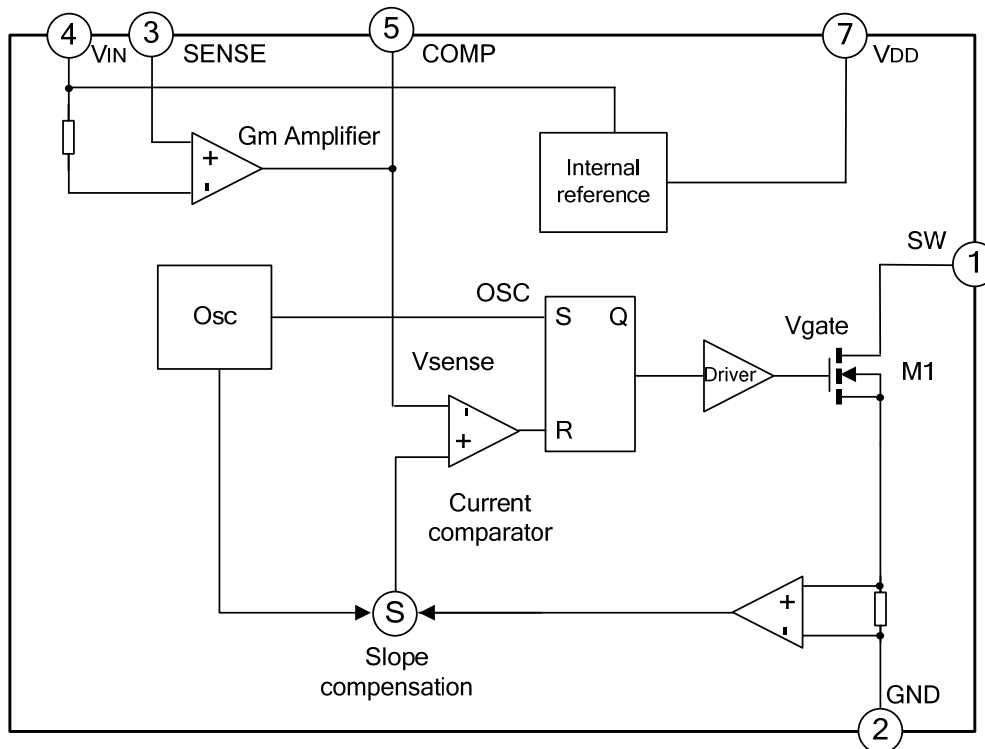 4 VIN 3 SENSE 5 COMP 7 VDD
Gm Amplifier
+
-
Internal
reference
SW
1
Osc
OSC
S Q
Vgate
Vsense
Driver
M1
-
+
R
Current
comparator
S
+
-
Slope
compensation
GND
2